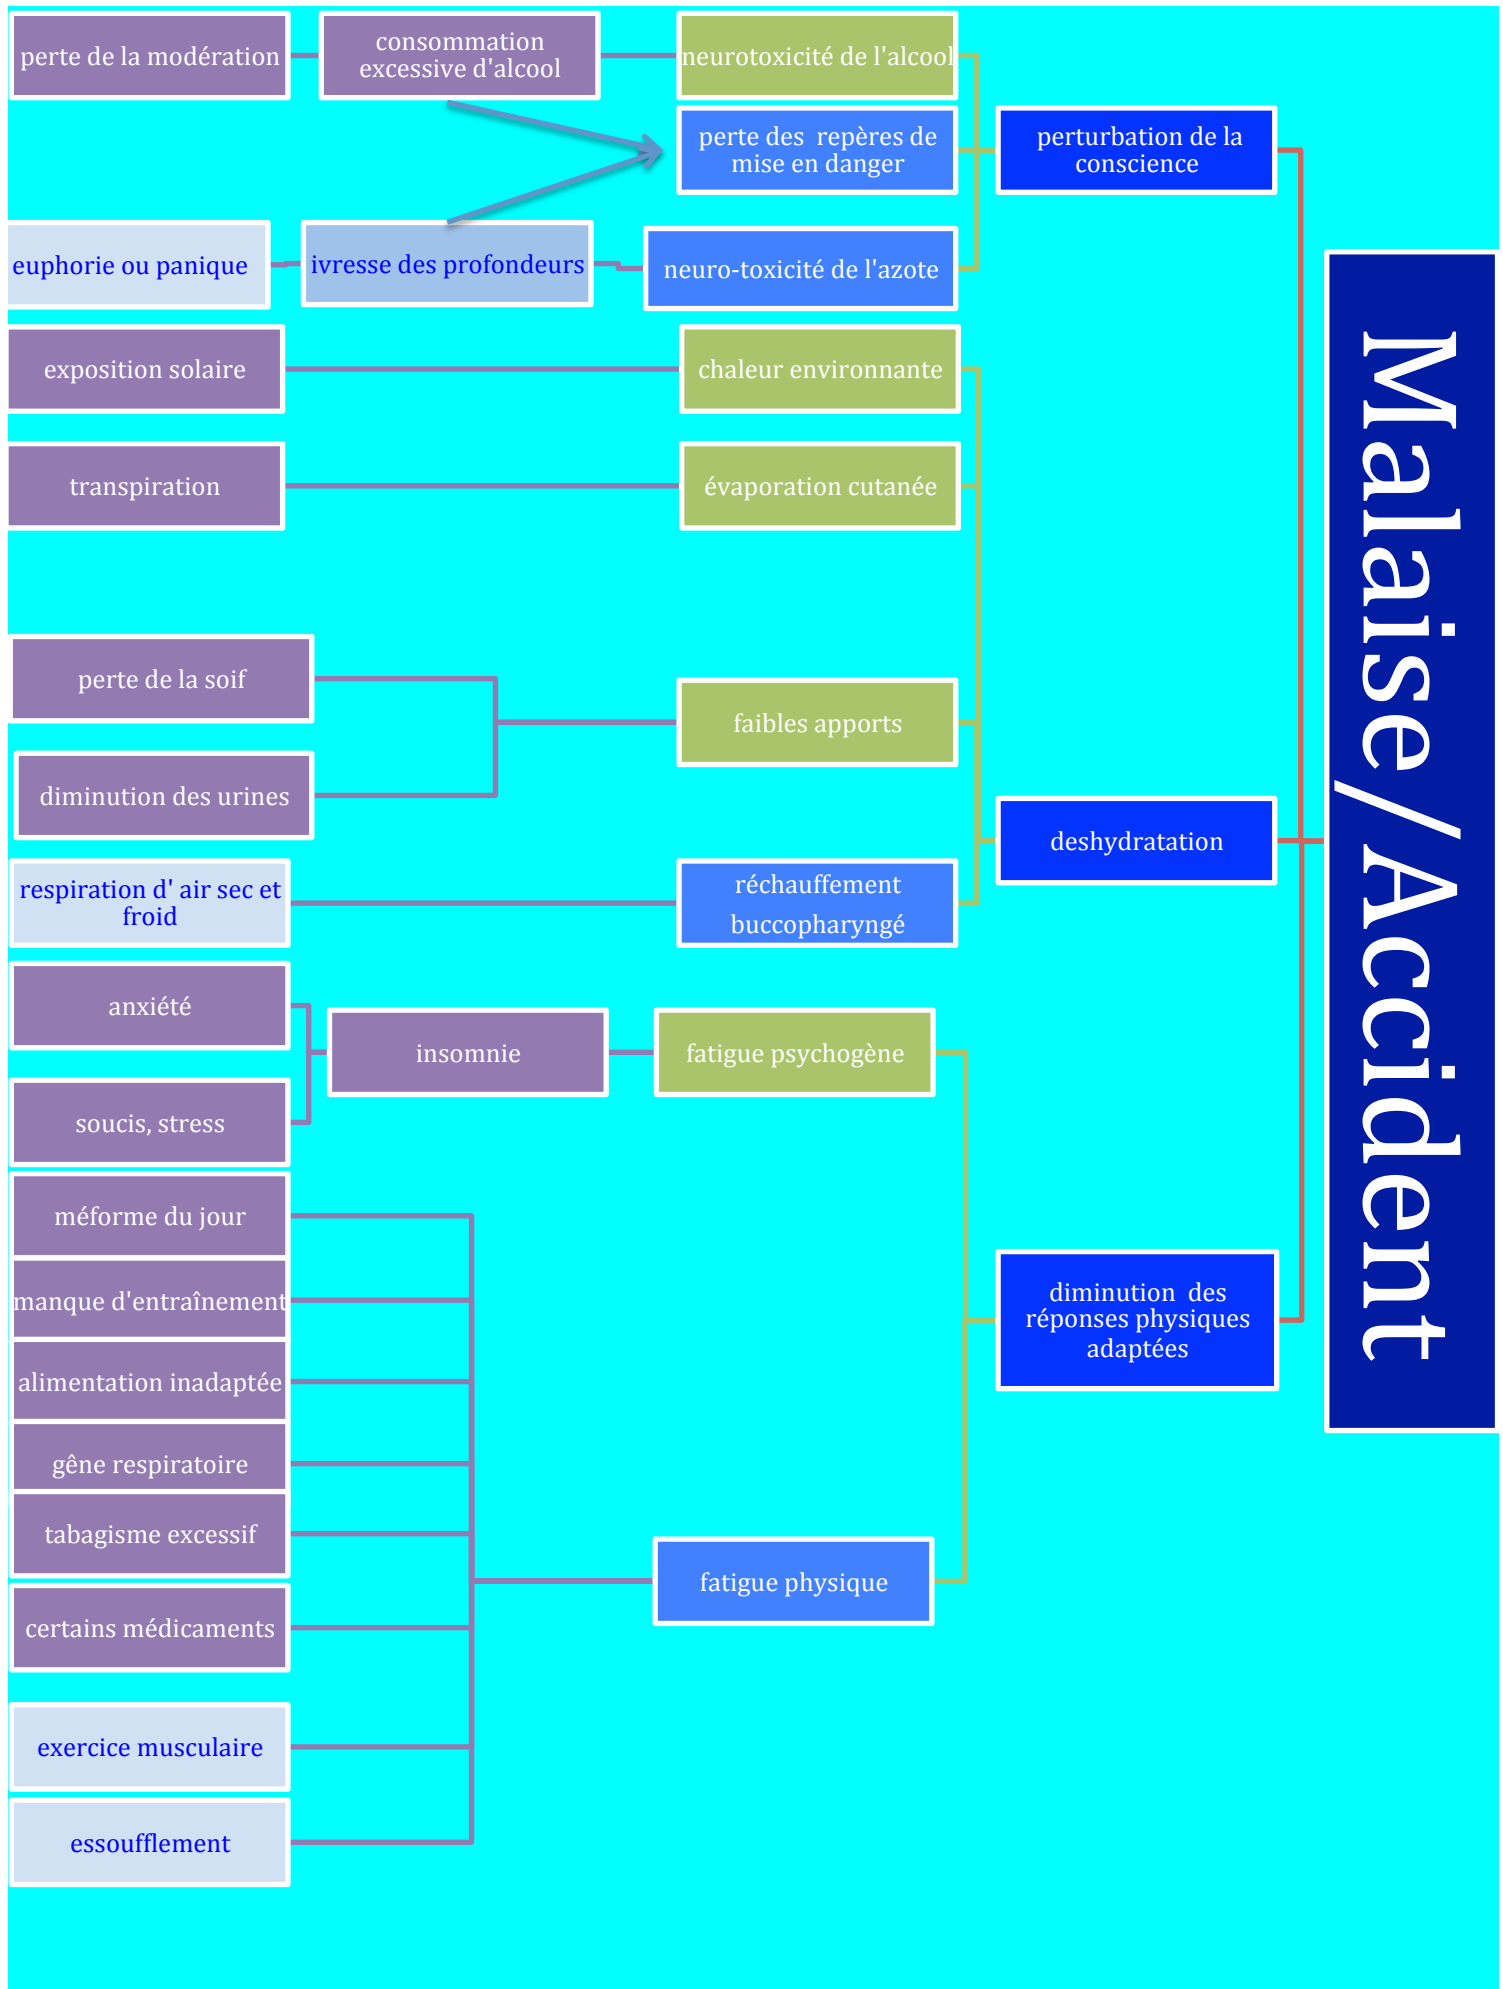 perte de la modération
consommation
excessive d'alcool
neurotoxicité de l'alcool
perte des repères de
mise en danger
perturbation de la
conscience
euphorie ou panique
ivresse des profondeurs
neuro-toxicité de l'azote
exposition solaire
chaleur environnante
transpiration
évaporation cutanée
perte de la soif
faibles apports
diminution des urines
deshydratation
respiration d' air sec et
froid
réchauffement
buccopharyngé
anxiété
insomnie
fatigue psychogène
soucis, stress
méforme du jour
manque d'entraînement
alimentation inadaptée
gêne respiratoire
tabagisme excessif
certains médicaments
exercice musculaire
essoufflement
fatigue physique
diminution des
réponses physiques
adaptées
Malaise/Accident